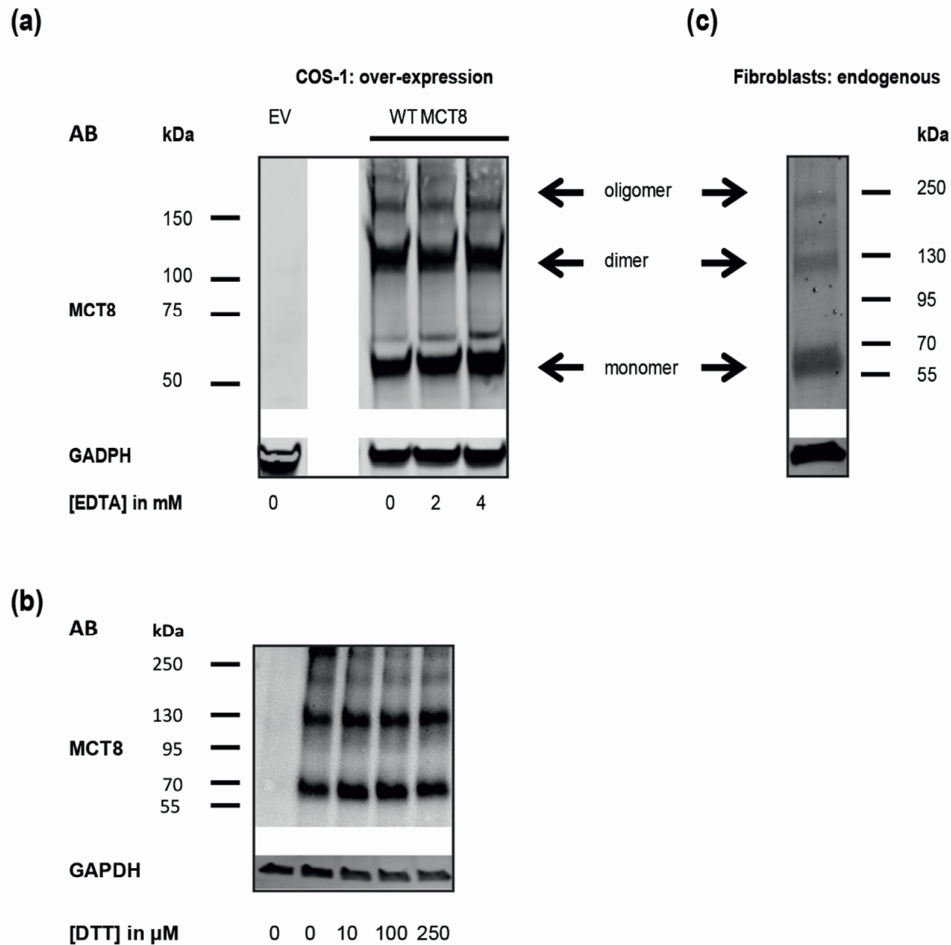 (a)
(c)
COS-1: over-expression
Fibroblasts: endogenous
EV
WT MCT8
AB
kDa
kDa
oligomer
250
150
dimer
130
100
95
MCT8
75
70
monomer
55
50
GADPH
[EDTA] in mM
0
0
2
4
(b)
AB
kDa
250
130
MCT8
95
70
55
GAPDH
[DTT] in µM
0
0
10
100
250